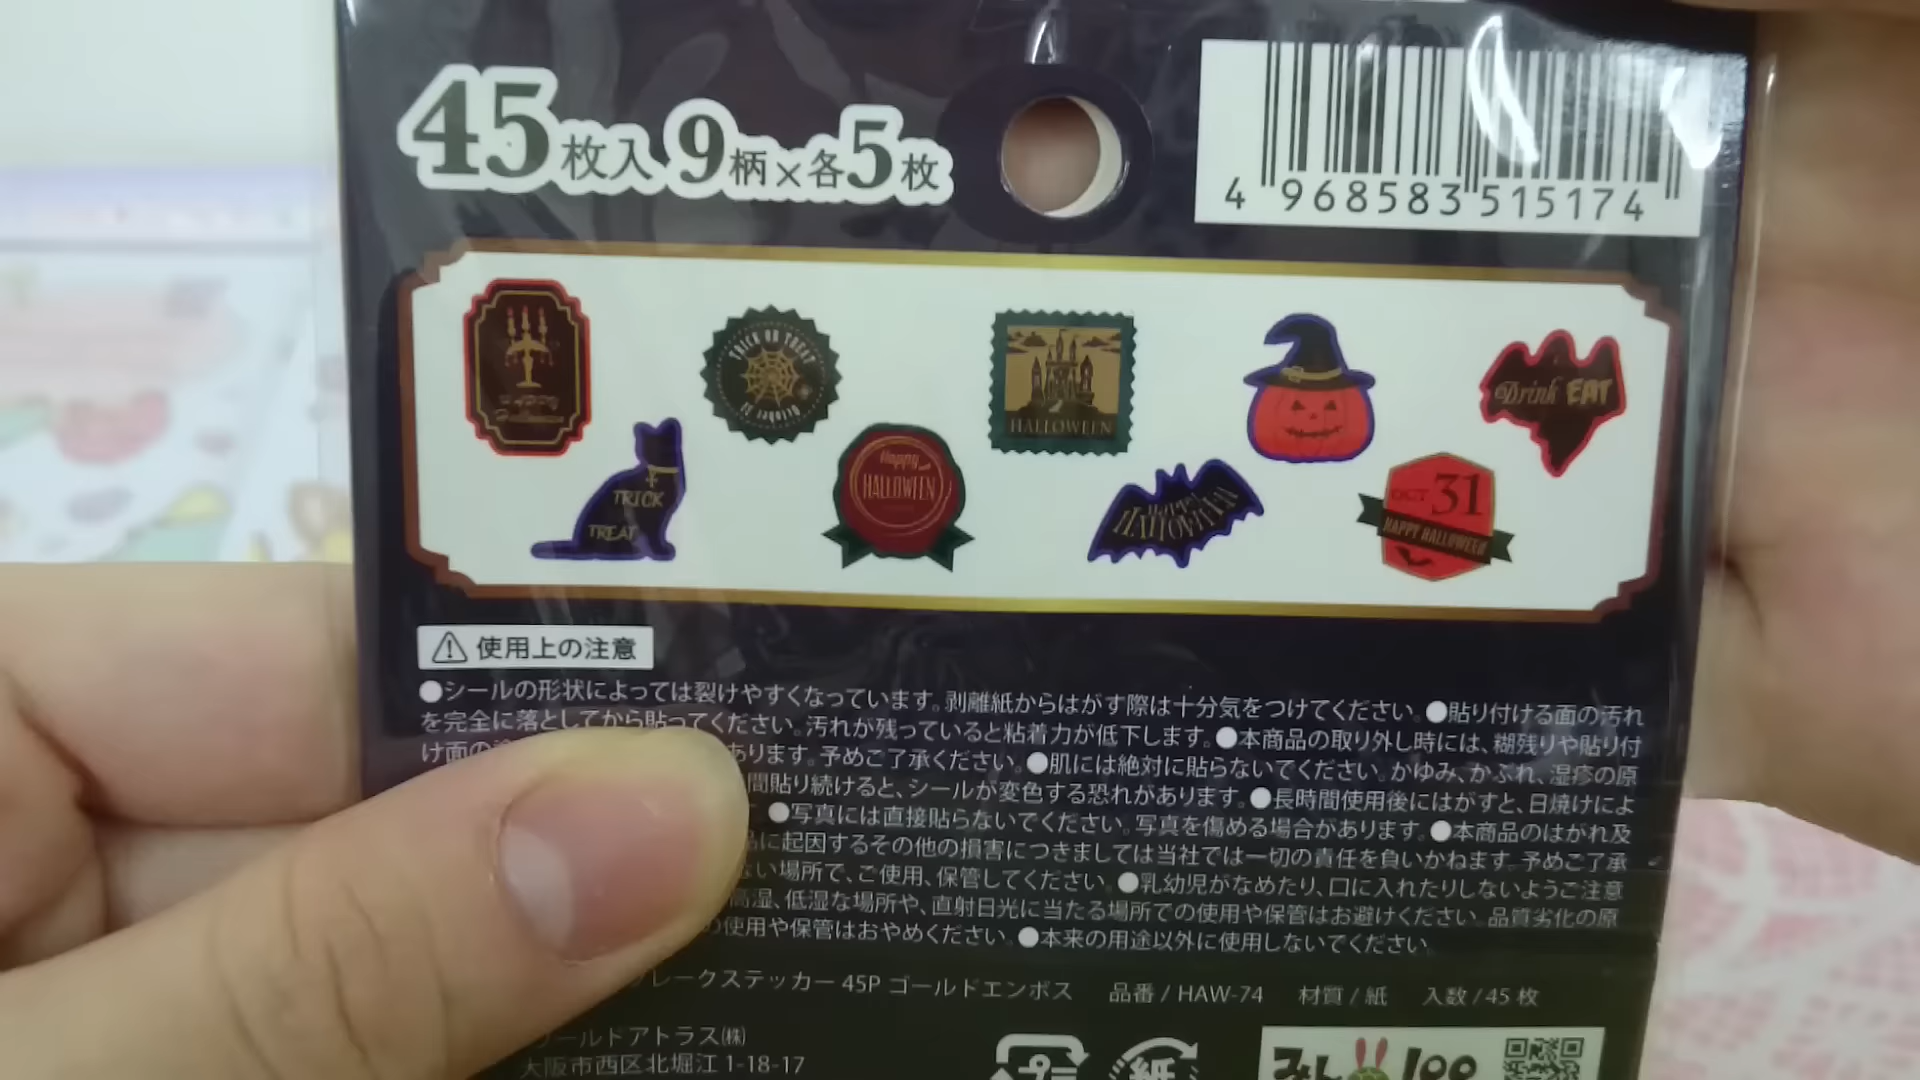 45枚入 9柄×各5枚
4 968583 515174
Happy Halloween
TRICK OR TREAT
October 31
HALLOWEEN
Drink EAT
TRICK
TREAT
Happy
HALLOWEEN
Happy
HALLOWEEN
OCT 31
HAPPY HALLOWEEN
使用上の注意
●シールの形状によっては裂けやすくなっています。剥離紙からはがす際は十分気をつけてください。●貼り付ける面の汚れ
を完全に落としてから貼ってください。汚れが残っていると粘着力が低下します。●本商品の取り外し時には、糊残りや貼り付
け面の あります。予めご了承ください。●肌には絶対に貼らないでください。かゆみ、かぶれ、湿疹の原
間貼り続けると、シールが変色する恐れがあります。●長時間使用後にはがすと、日焼けによ
●写真には直接貼らないでください。写真を傷める場合があります。●本商品のはがれ及
に起因するその他の損害につきましては当社では一切の責任を負いかねます。予めご了承
ない場所で、ご使用、保管してください。●乳幼児がなめたり、口に入れたりしないようご注意
高湿、低湿な場所や、直射日光に当たる場所での使用や保管はお避けください。品質劣化の原
の使用や保管はおやめください。●本来の用途以外に使用しないでください。
レークステッカー 45P ゴールドエンボス 品番 / HAW-74 材質 / 紙 入数 / 45 枚
ールドアトラス㈱
大阪市西区北堀江 1-18-17
プ 紙
100